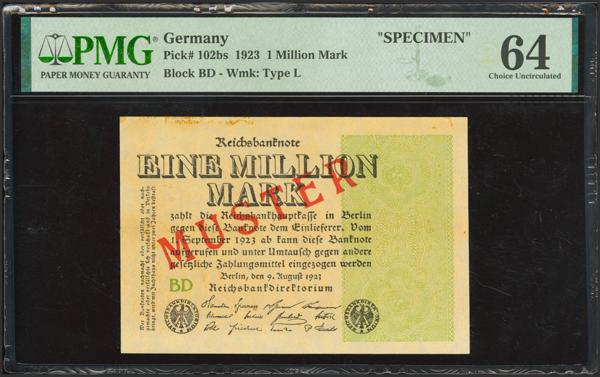 PMG
PAPER MONEY GUARANTY
Germany
Pick# 102bs 1923 1 Million Mark
Block BD - Wmk: Type L
"SPECIMEN"
64
Choice Uncirculated
Reichsbanknote
EINE MILLION
MARK
zahlt die Reichsbankhauptkasse in Berlin
gegen diese Banknote dem Einlieferer. Vom
1. September 1923 ab kann diese Banknote
aufgerufen und unter Umtausch gegen andere
gesetzliche Zahlungsmittel eingezogen werden
Berlin, den 9. August 1923
Reichsbankdirektorium
MUSTER
BD